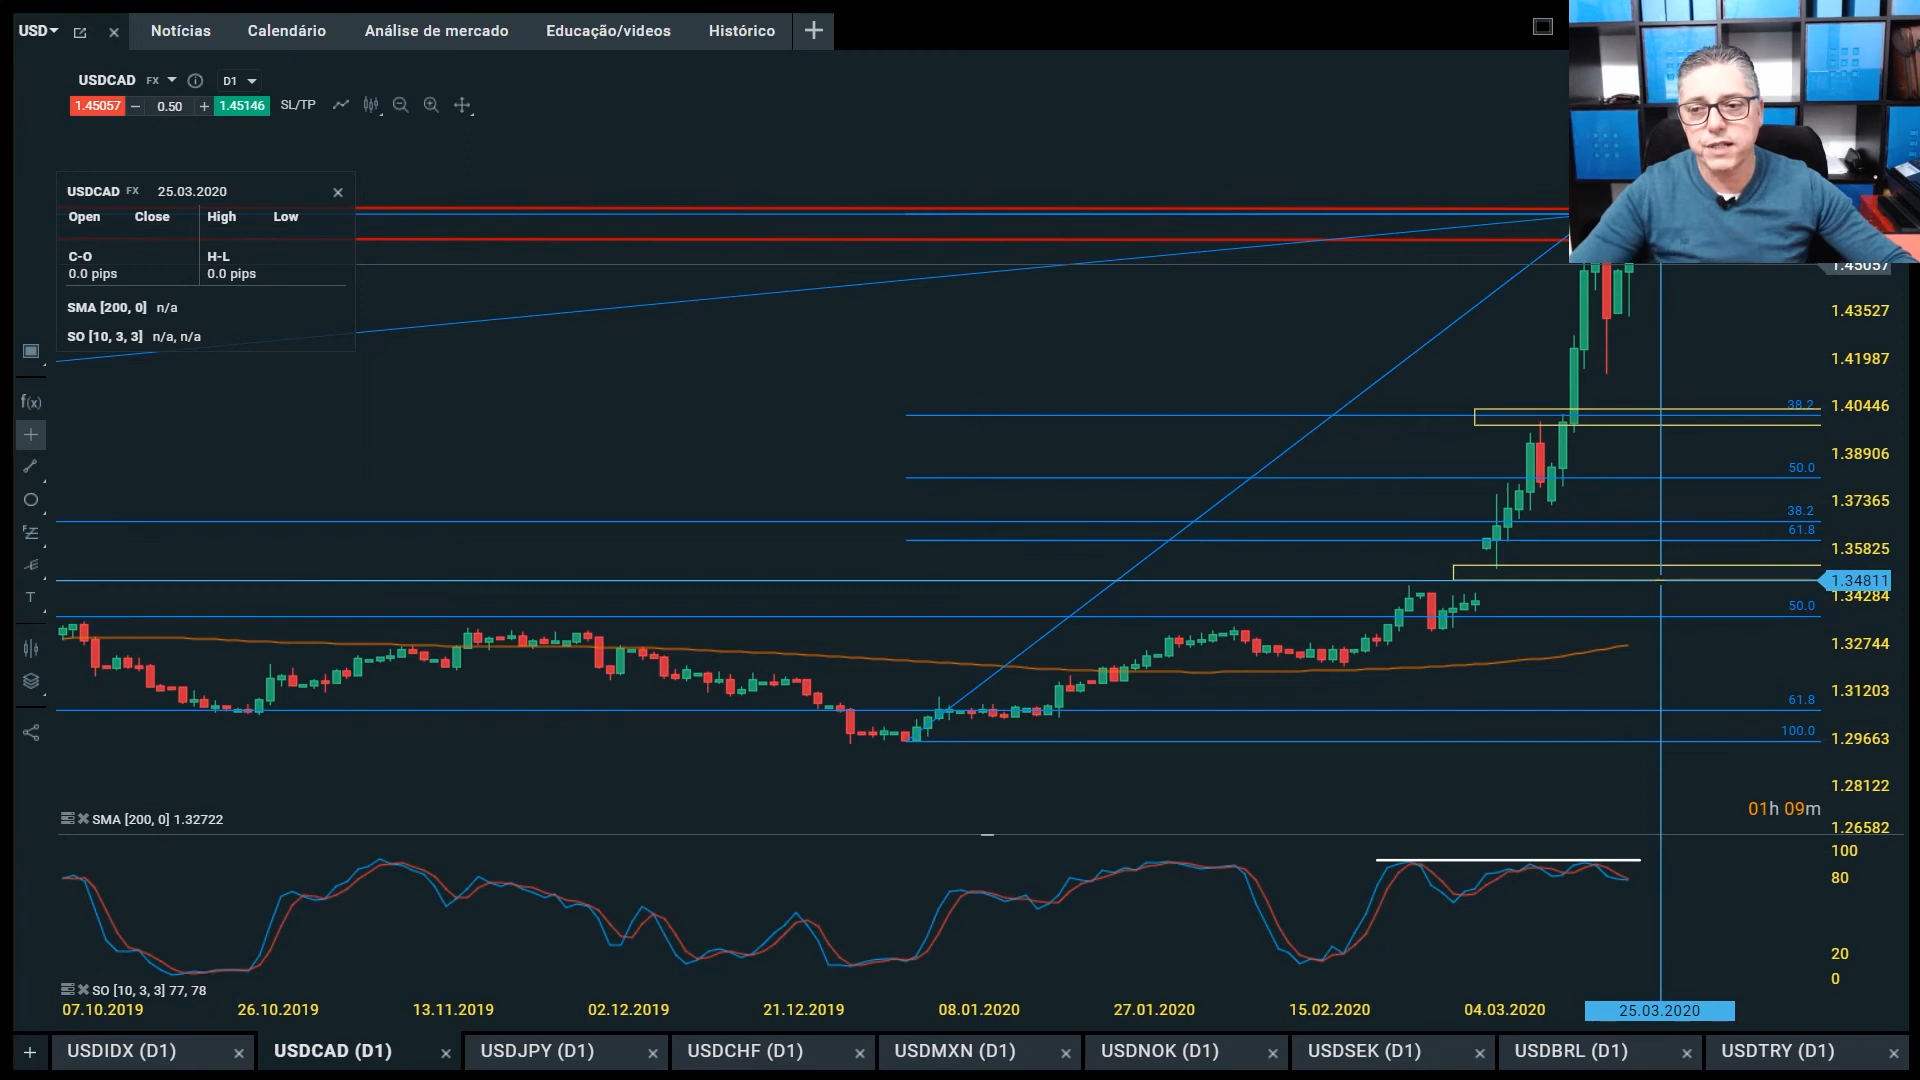 USD
Notícias
Calendário
Análise de mercado
Educação/videos
Histórico
USDCAD FX D1
1.45057 0.50 1.45146 SL/TP
USDCAD FX 25.03.2020
Open Close High Low
C-O H-L
0.0 pips 0.0 pips
SMA [200, 0] n/a
SO [10, 3, 3] n/a, n/a
f(x)
T
1.45057
1.43527
1.41987
1.40446
1.38906
1.37365
1.35825
1.34811
1.34284
1.32744
1.31203
1.29663
1.28122
1.26582
38.2
50.0
38.2
61.8
50.0
61.8
100.0
01h 09m
SMA [200, 0] 1.32722
100
80
20
0
SO [10, 3, 3] 77, 78
07.10.2019 26.10.2019 13.11.2019 02.12.2019 21.12.2019 08.01.2020 27.01.2020 15.02.2020 04.03.2020 25.03.2020
USDIDX (D1) USDCAD (D1) USDJPY (D1) USDCHF (D1) USDMXN (D1) USDNOK (D1) USDSEK (D1) USDBRL (D1) USDTRY (D1)